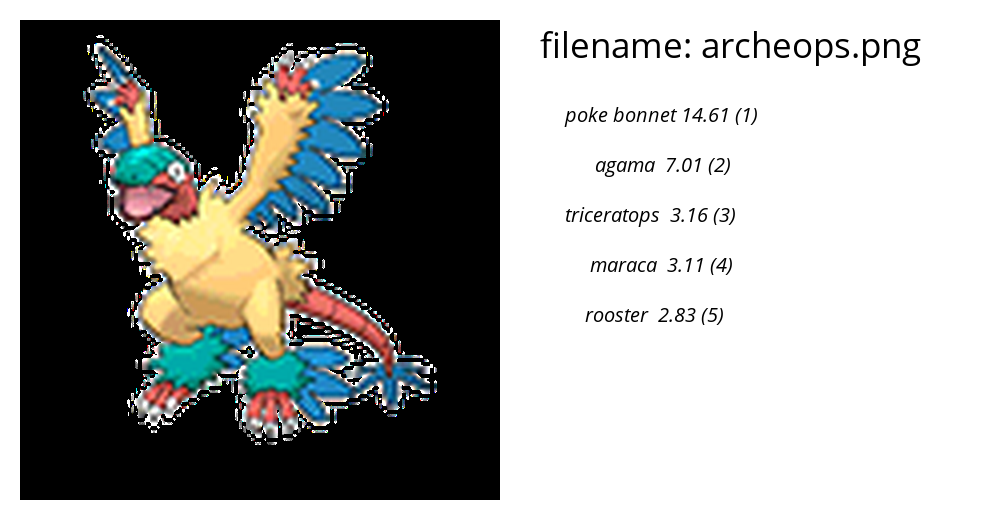 filename: archeops.png
poke bonnet 14.61 (1)
agama 7.01 (2)
triceratops 3.16 (3)
maraca 3.11 (4)
rooster 2.83 (5)